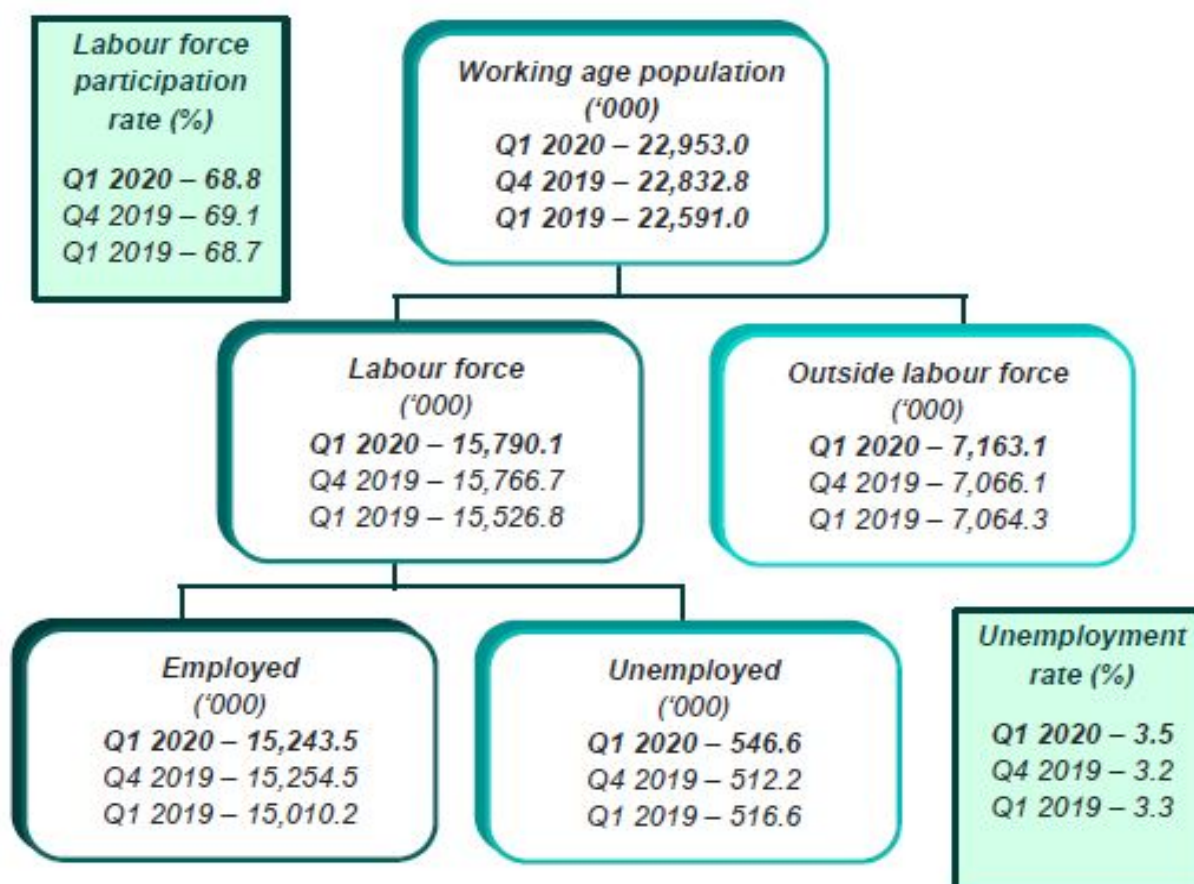 Labour force
participation
rate (%)
Q1 2020 – 68.8
Q4 2019 – 69.1
Q1 2019 – 68.7
Working age population
(‘000)
Q1 2020 – 22,953.0
Q4 2019 – 22,832.8
Q1 2019 – 22,591.0
Labour force
(‘000)
Q1 2020 – 15,790.1
Q4 2019 – 15,766.7
Q1 2019 – 15,526.8
Outside labour force
(‘000)
Q1 2020 – 7,163.1
Q4 2019 – 7,066.1
Q1 2019 – 7,064.3
Employed
(‘000)
Q1 2020 – 15,243.5
Q4 2019 – 15,254.5
Q1 2019 – 15,010.2
Unemployed
(‘000)
Q1 2020 – 546.6
Q4 2019 – 512.2
Q1 2019 – 516.6
Unemployment
rate (%)
Q1 2020 – 3.5
Q4 2019 – 3.2
Q1 2019 – 3.3